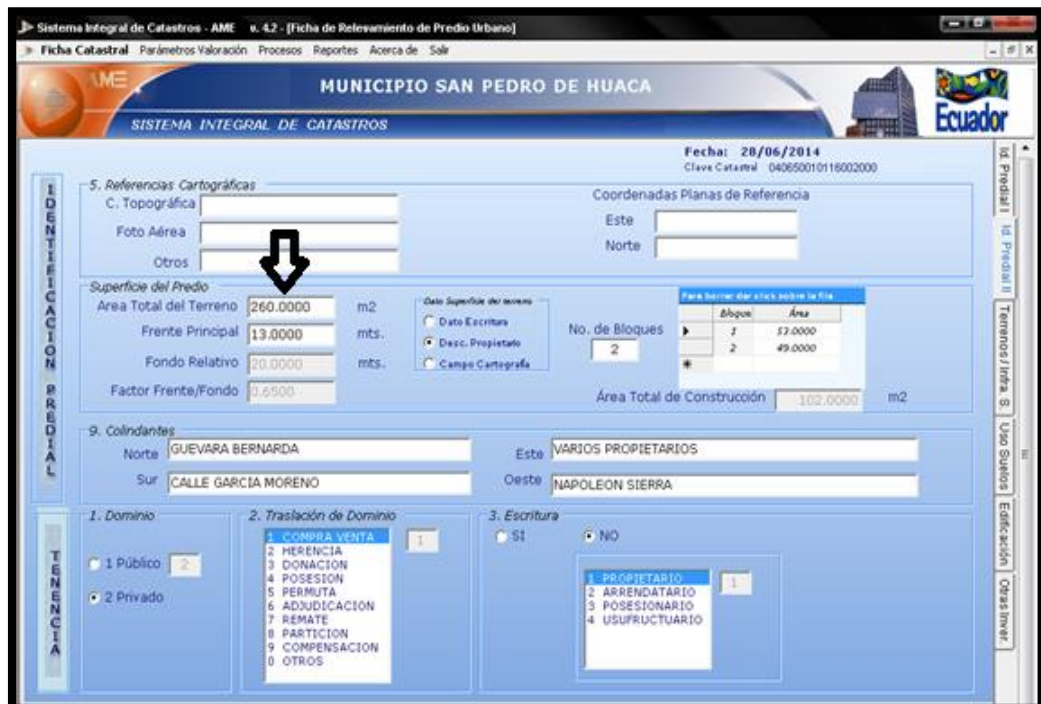 Sistema Integral de Catastros - AME v. 4.2 - [Ficha de Relevamiento de Predio Urbano]
Ficha Catastral Parámetros Valoración Procesos Reportes Acerca de Salir
AME
MUNICIPIO SAN PEDRO DE HUACA
SISTEMA INTEGRAL DE CATASTROS
Ecuador
Fecha: 28/06/2014
Clave Catastral 040650010116002000
IDENTIFICACION PREDIAL
5. Referencias Cartográficas
C. Topográfica
Foto Aérea
Otros
Coordenadas Planas de Referencia
Este
Norte
Superficie del Predio
Area Total del Terreno 260.0000 m2
Frente Principal 13.0000 mts.
Fondo Relativo 20.0000 mts.
Factor Frente/Fondo 0.6500
Dato Superficie del terreno
Dato Escritura
Desc. Propietario
Campo Cartografia
No. de Bloques
2
Para borrar dar click sobre la fila
Bloque Área
1 53.0000
2 49.0000
Área Total de Construcción 102.0000 m2
9. Colindantes
Norte GUEVARA BERNARDA
Este VARIOS PROPIETARIOS
Sur CALLE GARCIA MORENO
Oeste NAPOLEON SIERRA
TENENCIA
1. Dominio
1 Público 2
2 Privado
2. Traslación de Dominio
1 COMPRA VENTA 1
2 HERENCIA
3 DONACION
4 POSESION
5 PERMUTA
6 ADJUDICACION
7 REMATE
8 PARTICION
9 COMPENSACION
0 OTROS
3. Escritura
SI NO
1 PROPIETARIO 1
2 ARRENDATARIO
3 POSESIONARIO
4 USUFRUCTUARIO
Id. Predial I
Id. Predial II
Terrenos / Infra. S.
Uso Suelos
Edificación
Otras Inver.